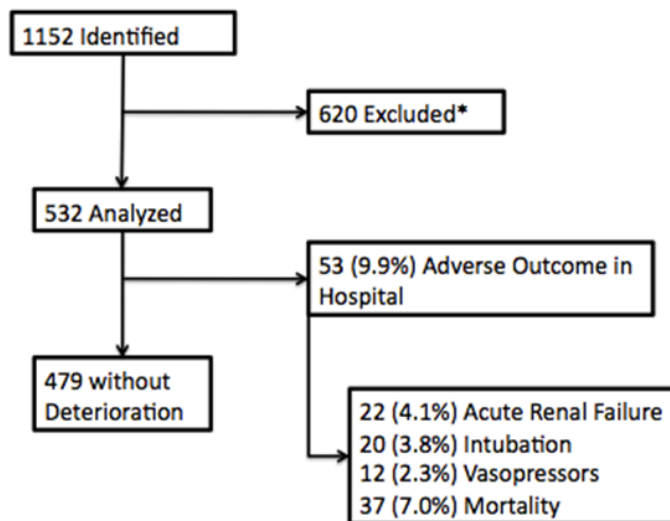 1152 Identified
620 Excluded*
532 Analyzed
53 (9.9%) Adverse Outcome in
Hospital
479 without
Deterioration
22 (4.1%) Acute Renal Failure
20 (3.8%) Intubation
12 (2.3%) Vasopressors
37 (7.0%) Mortality